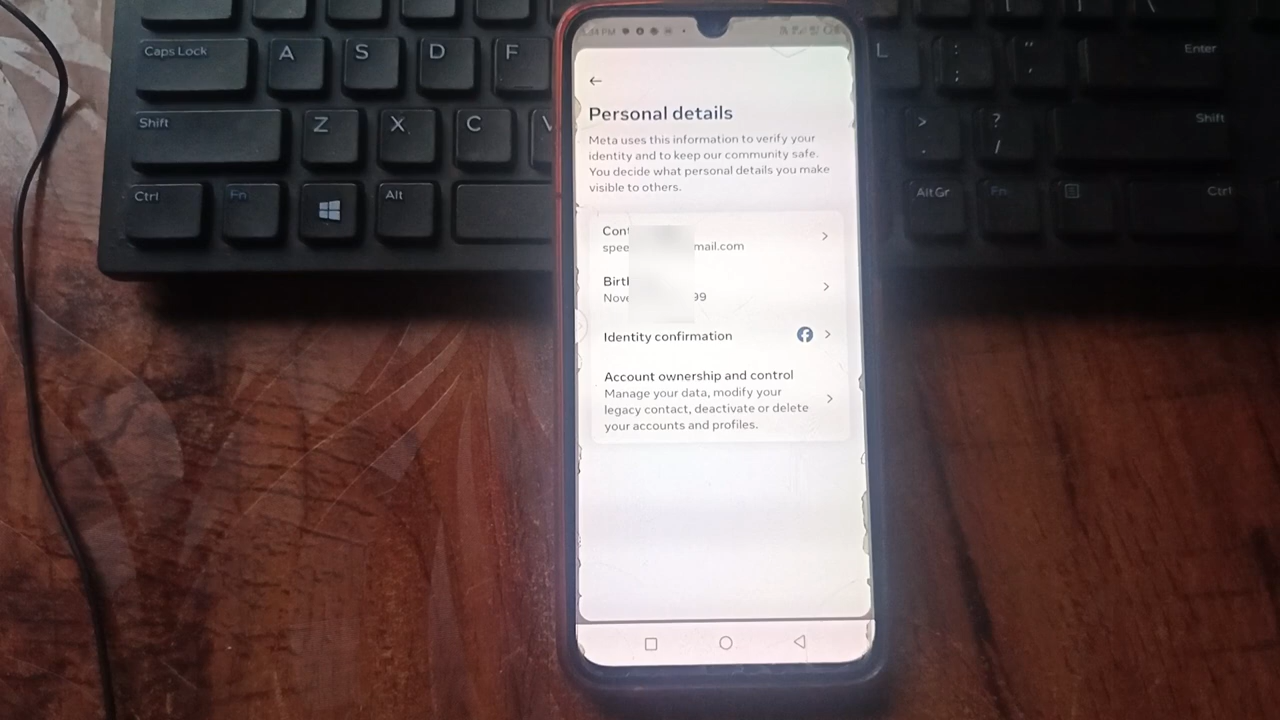 Caps Lock
A
S
D
F
L
:
;
"
,
Enter
Shift
Z
X
C
V
>
.
?
/
Shift
Ctrl
Fn
Alt
Alt Gr
Fn
Ctrl
PM
←
Personal details
Meta uses this information to verify your
identity and to keep our community safe.
You decide what personal details you make
visible to others.
Cont
spee mail.com
Birt
Nove 99
Identity confirmation
Account ownership and control
Manage your data, modify your
legacy contact, deactivate or delete
your accounts and profiles.